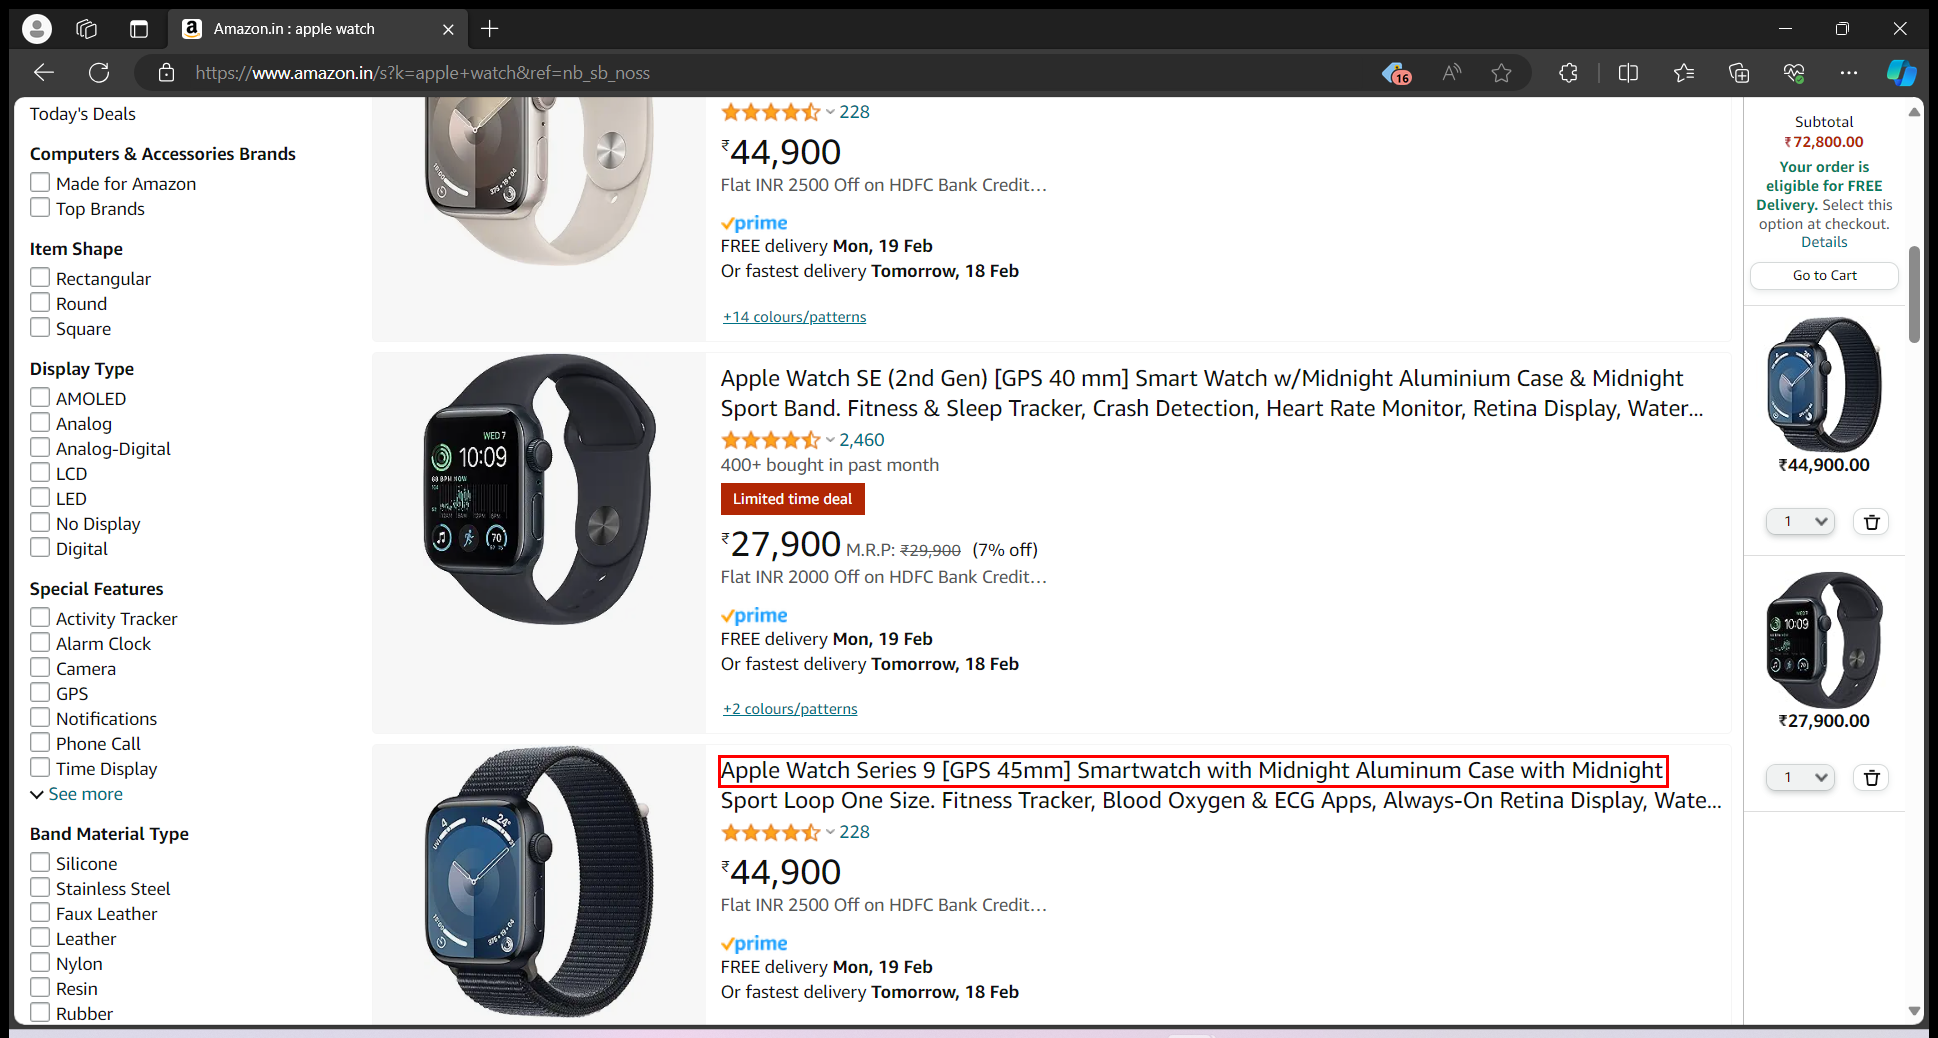 Amazon.in : apple watch
https://www.amazon.in/s?k=apple+watch&ref=nb_sb_noss
16
Today's Deals
Computers & Accessories Brands
Made for Amazon
Top Brands
Item Shape
Rectangular
Round
Square
Display Type
AMOLED
Analog
Analog-Digital
LCD
LED
No Display
Digital
Special Features
Activity Tracker
Alarm Clock
Camera
GPS
Notifications
Phone Call
Time Display
See more
Band Material Type
Silicone
Stainless Steel
Faux Leather
Leather
Nylon
Resin
Rubber
228
₹44,900
Flat INR 2500 Off on HDFC Bank Credit…
prime
FREE delivery Mon, 19 Feb
Or fastest delivery Tomorrow, 18 Feb
+14 colours/patterns
WED 7
10:09
68 BPM NOW
70
Apple Watch SE (2nd Gen) [GPS 40 mm] Smart Watch w/Midnight Aluminium Case & Midnight
Sport Band. Fitness & Sleep Tracker, Crash Detection, Heart Rate Monitor, Retina Display, Water…
2,460
400+ bought in past month
Limited time deal
₹27,900 M.R.P: ₹29,900 (7% off)
Flat INR 2000 Off on HDFC Bank Credit…
prime
FREE delivery Mon, 19 Feb
Or fastest delivery Tomorrow, 18 Feb
+2 colours/patterns
Apple Watch Series 9 [GPS 45mm] Smartwatch with Midnight Aluminum Case with Midnight
Sport Loop One Size. Fitness Tracker, Blood Oxygen & ECG Apps, Always-On Retina Display, Wate…
228
₹44,900
Flat INR 2500 Off on HDFC Bank Credit…
prime
FREE delivery Mon, 19 Feb
Or fastest delivery Tomorrow, 18 Feb
Subtotal
₹72,800.00
Your order is
eligible for FREE
Delivery. Select this
option at checkout.
Details
Go to Cart
₹44,900.00
1
10:09
₹27,900.00
1